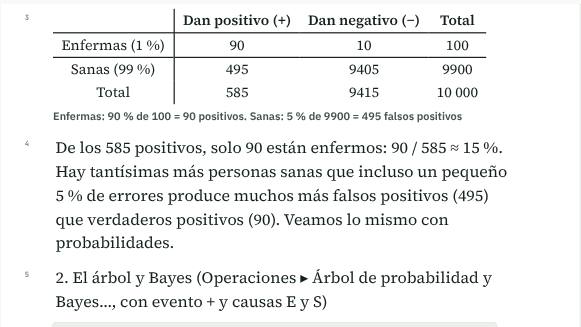 3
Dan positivo (+) Dan negativo (−) Total
Enfermas (1 %) 90 10 100
Sanas (99 %) 495 9405 9900
Total 585 9415 10 000
Enfermas: 90 % de 100 = 90 positivos. Sanas: 5 % de 9900 = 495 falsos positivos
4
De los 585 positivos, solo 90 están enfermos: 90 / 585 ≈ 15 %.
Hay tantísimas más personas sanas que incluso un pequeño
5 % de errores produce muchos más falsos positivos (495)
que verdaderos positivos (90). Veamos lo mismo con
probabilidades.
5
2. El árbol y Bayes (Operaciones ▸ Árbol de probabilidad y
Bayes..., con evento + y causas E y S)